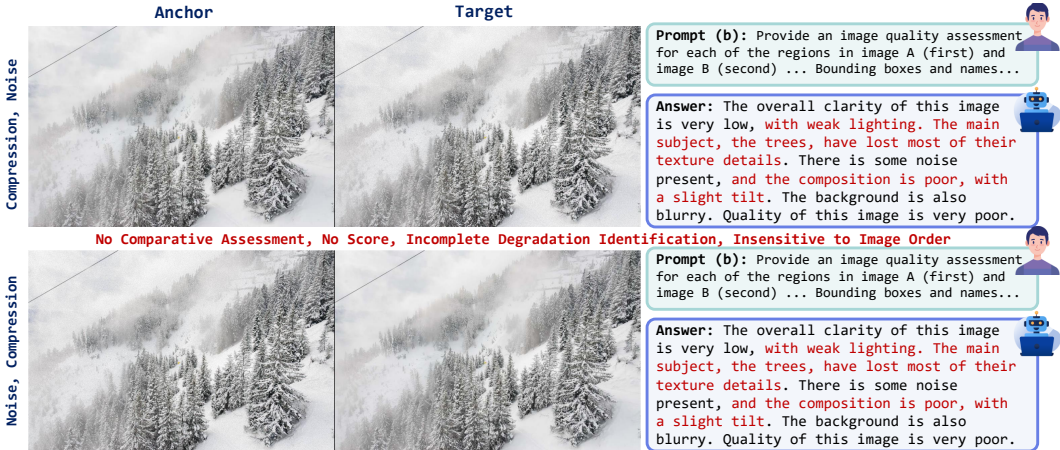 Anchor
Target
Compression, Noise
Prompt (b): Provide an image quality assessment
for each of the regions in image A (first) and
image B (second) ... Bounding boxes and names...
Answer: The overall clarity of this image
is very low, with weak lighting. The main
subject, the trees, have lost most of their
texture details. There is some noise
present, and the composition is poor, with
a slight tilt. The background is also
blurry. Quality of this image is very poor.
No Comparative Assessment, No Score, Incomplete Degradation Identification, Insensitive to Image Order
Noise, Compression
Prompt (b): Provide an image quality assessment
for each of the regions in image A (first) and
image B (second) ... Bounding boxes and names...
Answer: The overall clarity of this image
is very low, with weak lighting. The main
subject, the trees, have lost most of their
texture details. There is some noise
present, and the composition is poor, with
a slight tilt. The background is also
blurry. Quality of this image is very poor.